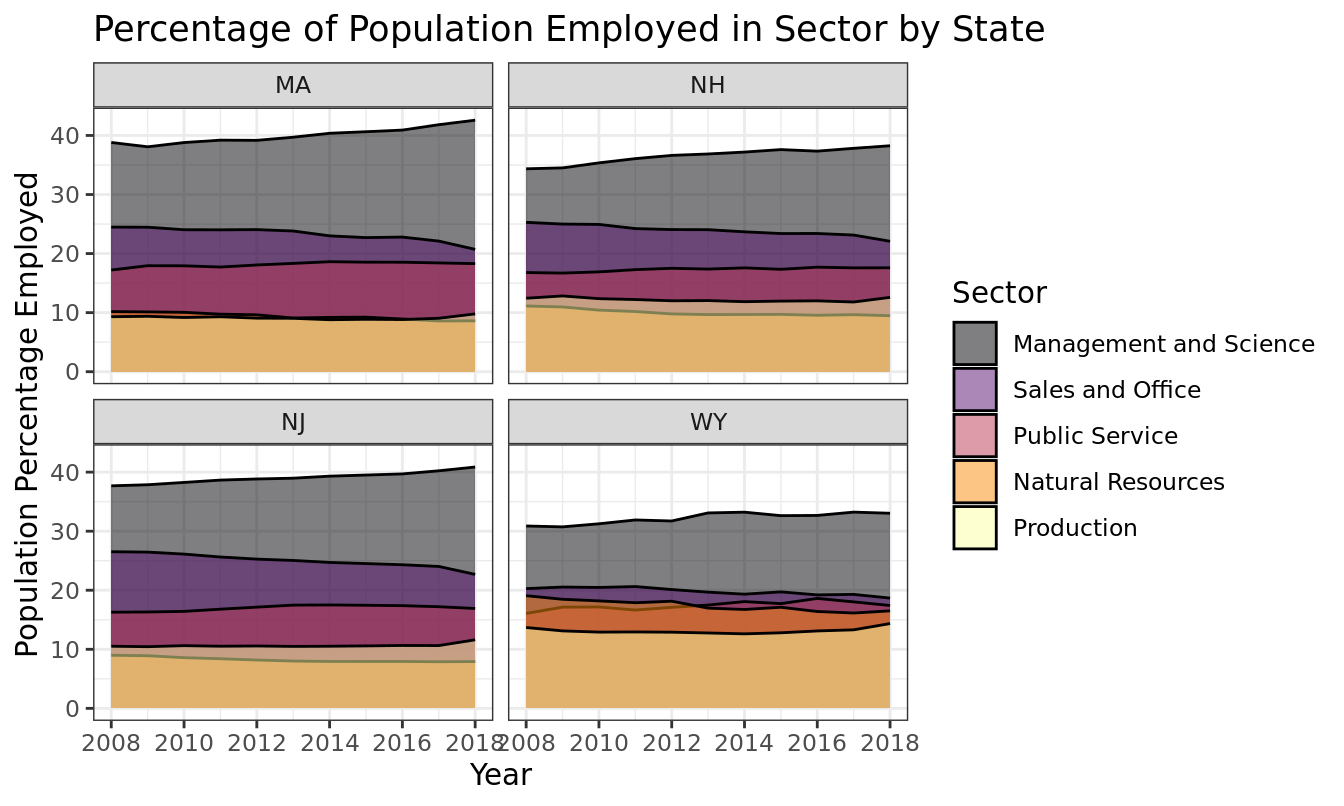 Percentage of Population Employed in Sector by State
MA
NH
40
30
20
10
0
NJ
WY
40
30
20
10
0
2008 2010 2012 2014 2016 2018
2008 2010 2012 2014 2016 2018
Year
Population Percentage Employed
Sector
Management and Science
Sales and Office
Public Service
Natural Resources
Production